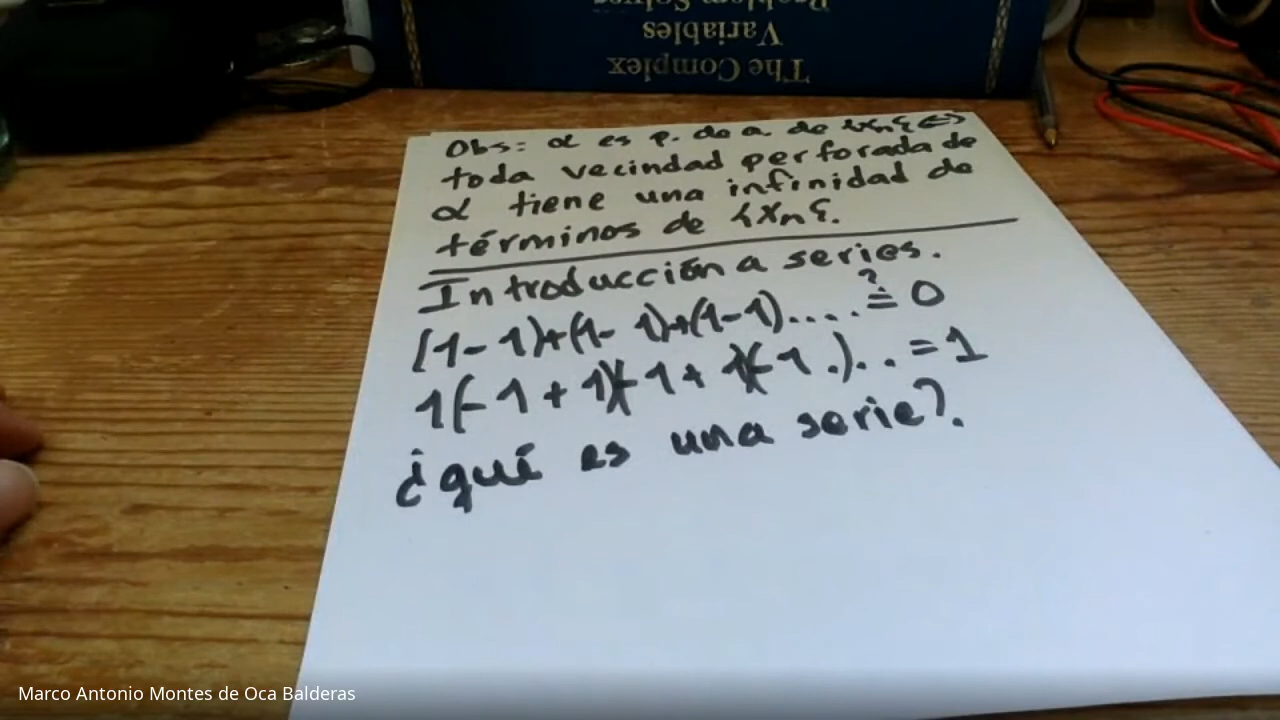 The Complex
Variables
Problem Solver
Obs: α es p. de a. de {xₙ} ⇔
toda vecindad perforada de
α tiene una infinidad de
términos de {xₙ}.
Introducción a series.
(1-1)+(1-1)+(1-1)....≟0
1(-1+1)(-1+1)(-1.)..=1
¿qué es una serie?.
Marco Antonio Montes de Oca Balderas